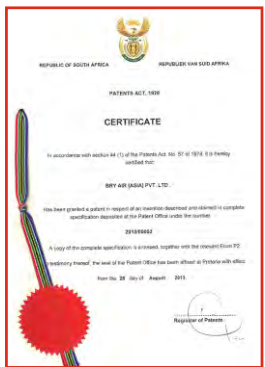 REPUBLIC OF SOUTH AFRICA
REPUBLIEK VAN SUID AFRIKA
PATENTS ACT, 1978
CERTIFICATE
In accordance with section 44 (1) of the Patents Act, No. 57 of 1978, it is hereby
certified that:
BRY AIR [ASIA] PVT. LTD.
Has been granted a patent in respect of an invention described and claimed in complete
specification deposited at the Patent Office under the number
A copy of the complete specification is annexed, together with the relevant Form P2.
testimony thereof, the seal of the Patent Office has been affixed at Pretoria with effect
from the 28 day of August 2013
Registrar of Patents